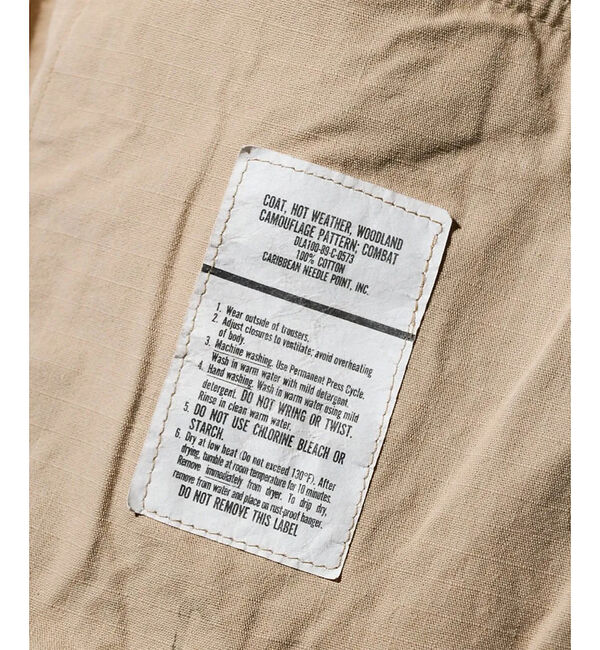 COAT, HOT WEATHER, WOODLAND
CAMOUFLAGE PATTERN: COMBAT
DLA100-89-C-0573
100% COTTON
CARIBBEAN NEEDLE POINT, INC.
1. Wear outside of trousers.
2. Adjust closures to ventilate; avoid overheating
of body.
3. Machine washing. Use Permanent Press Cycle.
Wash in warm water with mild detergent.
4. Hand washing. Wash in warm water using mild
detergent. DO NOT WRING OR TWIST.
Rinse in clean warm water.
5. DO NOT USE CHLORINE BLEACH OR
STARCH.
6. Dry at low heat (Do not exceed 130°F). After
drying, tumble at room temperature for 10 minutes.
Remove immediately from dryer. To drip dry,
remove from water and place on rust-proof hanger.
DO NOT REMOVE THIS LABEL